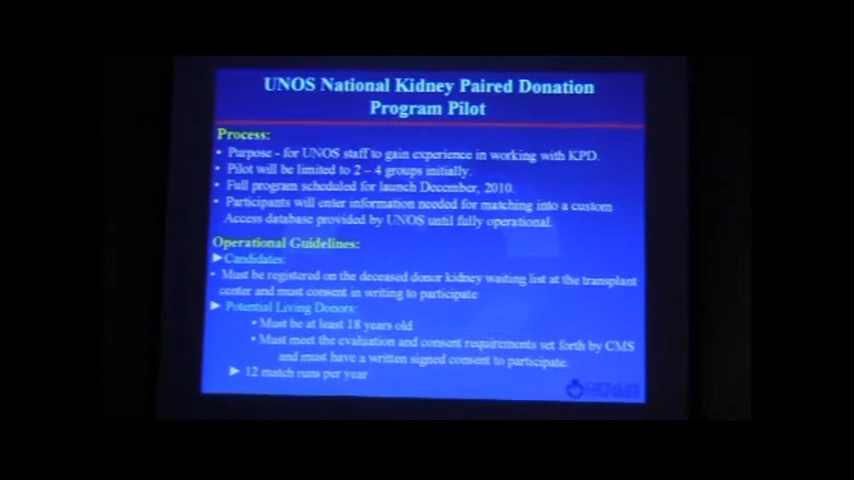 UNOS National Kidney Paired Donation
Program Pilot
Process:
• Purpose - for UNOS staff to gain experience in working with KPD.
• Pilot will be limited to 2 – 4 groups initially.
• Full program scheduled for launch December, 2010.
• Participants will enter information needed for matching into a custom
Access database provided by UNOS until fully operational.
Operational Guidelines:
►Candidates:
• Must be registered on the deceased donor kidney waiting list at the transplant
center and must consent in writing to participate
► Potential Living Donors:
• Must be at least 18 years old
• Must meet the evaluation and consent requirements set forth by CMS
and must have a written signed consent to participate.
► 12 match runs per year